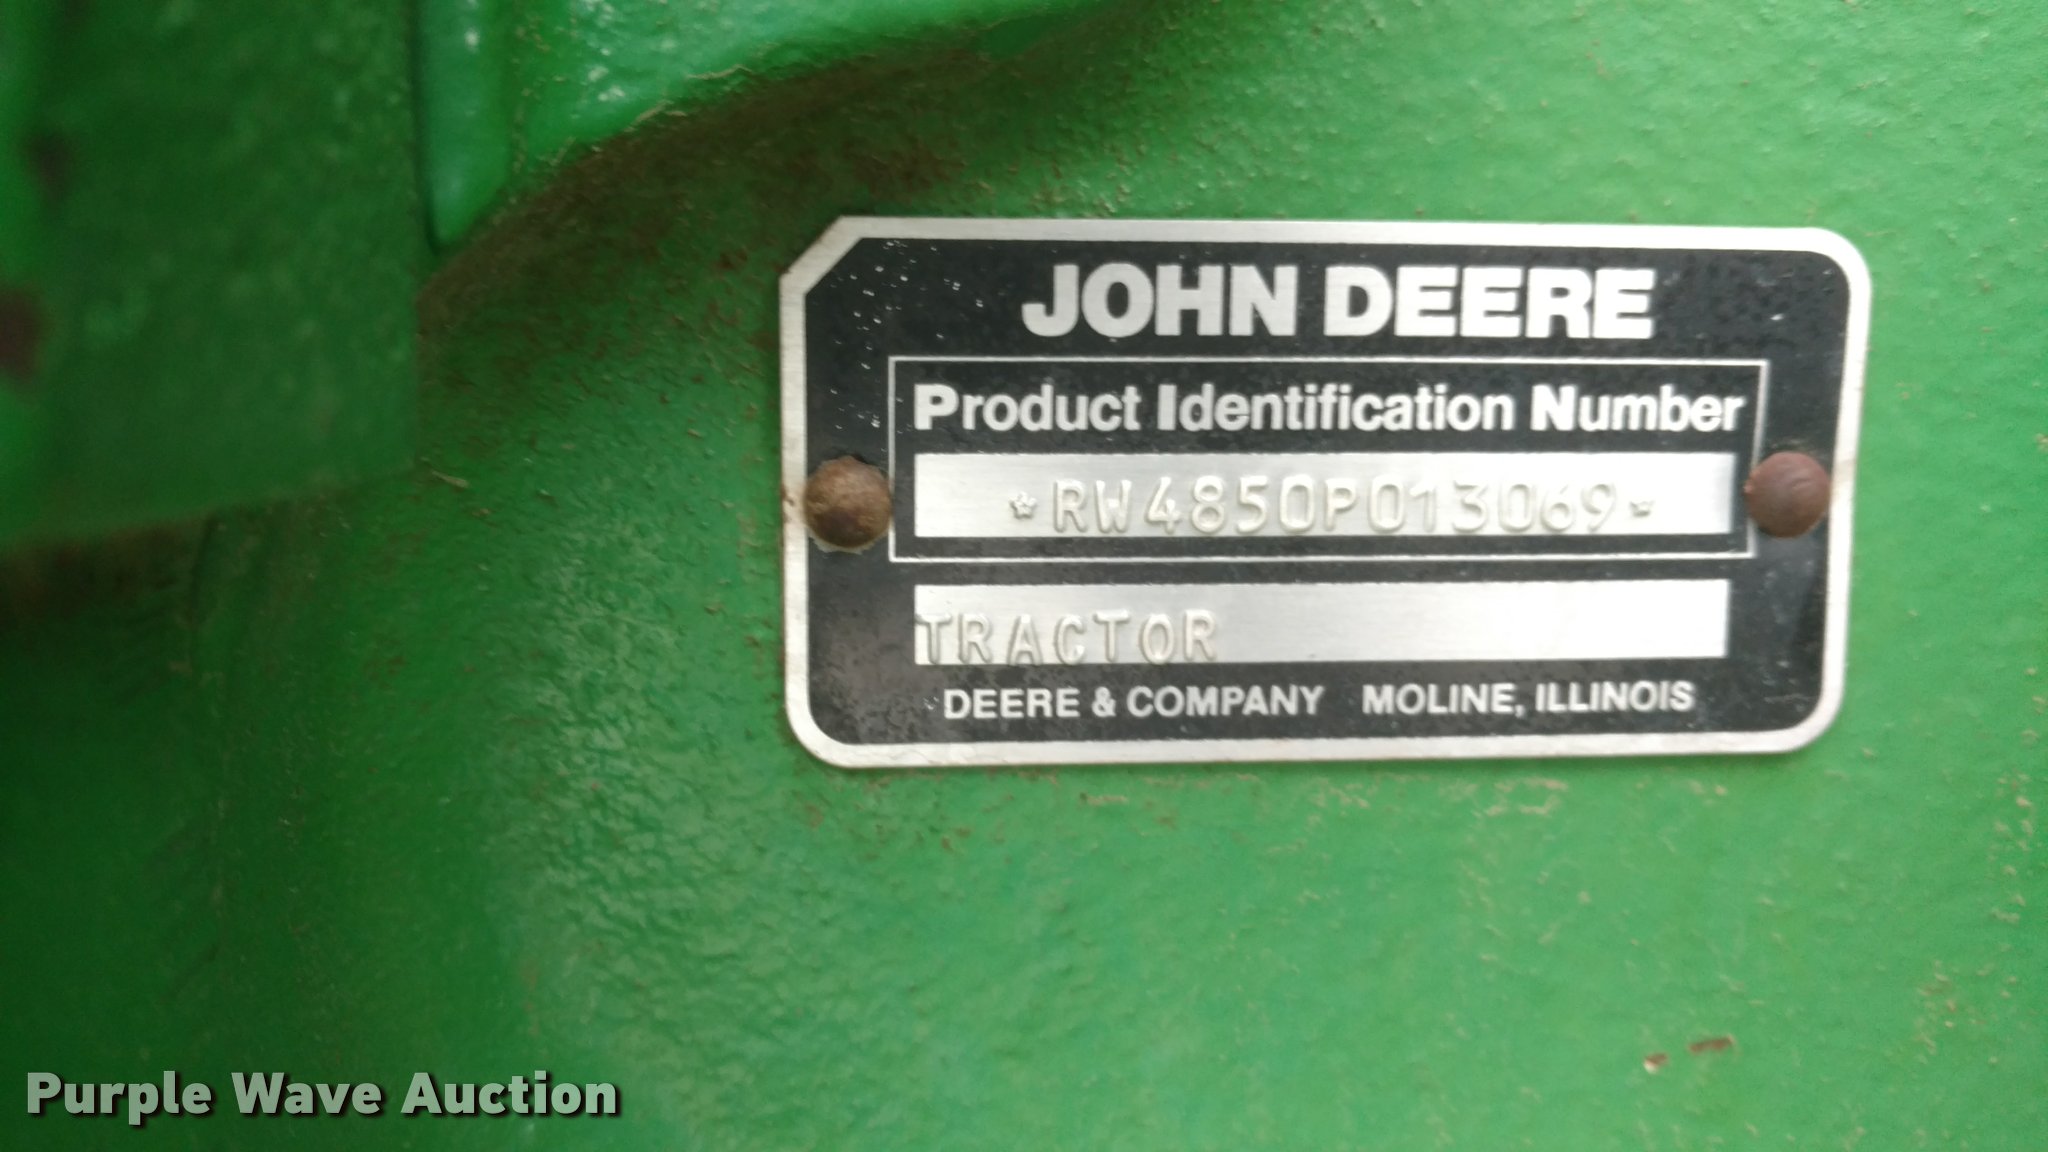 JOHN DEERE
Product Identification Number
*RW4850P013069*
TRACTOR
DEERE & COMPANY MOLINE, ILLINOIS
Purple Wave Auction